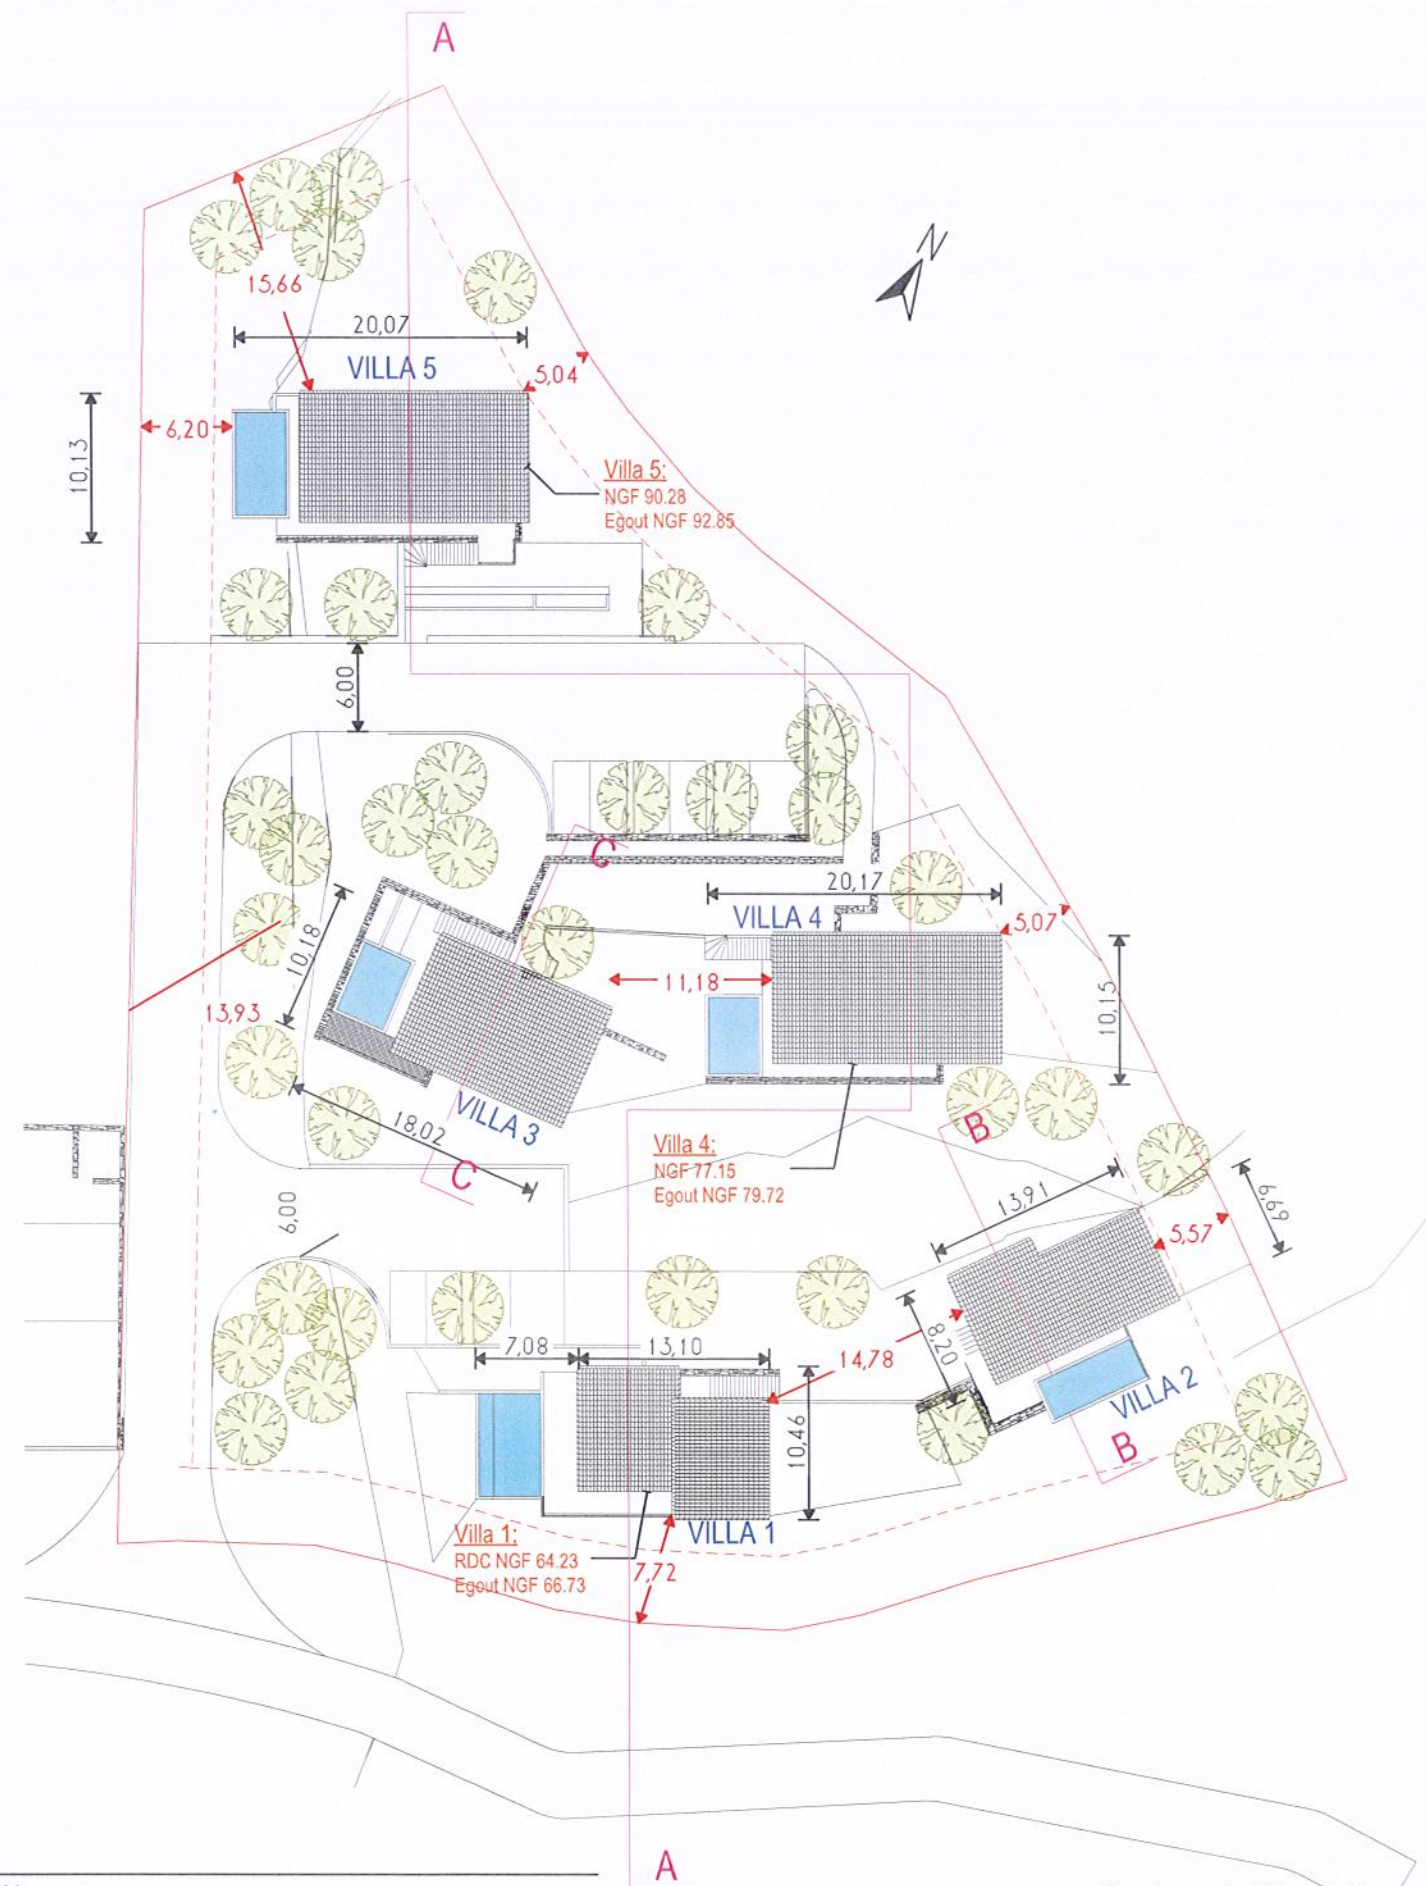 A
N
15,66
20,07
VILLA 5
5,04
6,20
10,13
Villa 5:
NGF 90.28
Egout NGF 92.85
6,00
C
20,17
VILLA 4
5,07
10,18
11,18
10,15
13,93
VILLA 3
18,02
C
B
Villa 4:
NGF 77.15
Egout NGF 79.72
13,91
6,69
5,57
6,00
8,20
7,08
13,10
14,78
10,46
VILLA 2
B
Villa 1:
RDC NGF 64.23
Egout NGF 66.73
VILLA 1
7,72
A